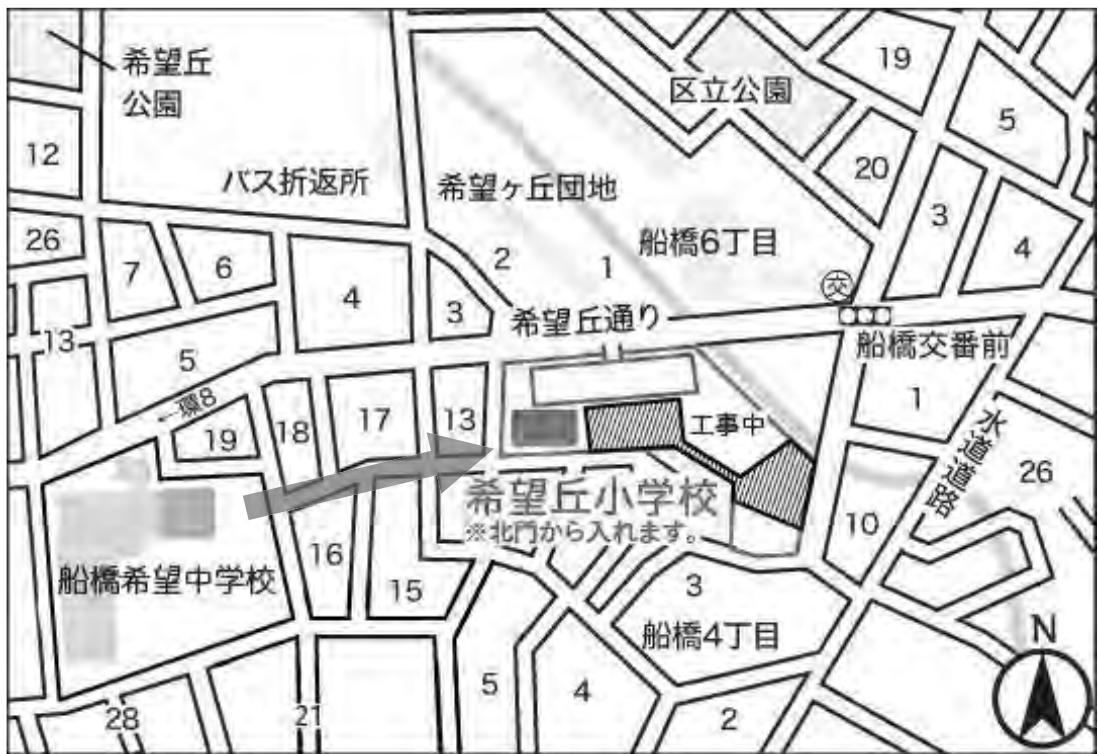 希望丘
公園
19
区立公園
5
12
20
バス折返所
希望ヶ丘団地
3
26
7
6
2
1
船橋6丁目
4
4
交
3
希望丘通り
13
船橋交番前
5
←環8
1
19
18
17
13
工事中
水道道路
26
希望丘小学校
※北門から入れます。
10
16
船橋希望中学校
15
3
船橋4丁目
N
5
4
28
21
2